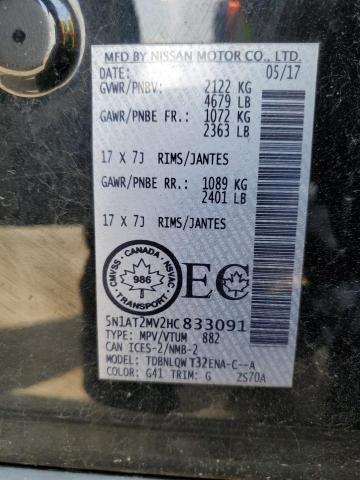 MFD BY NISSAN MOTOR CO., LTD.
DATE: 05/17
GVWR/PNBV: 2122 KG
4679 LB
GAWR/PNBE FR.: 1072 KG
2363 LB
17 X 7J RIMS/JANTES
GAWR/PNBE RR.: 1089 KG
2401 LB
17 X 7J RIMS/JANTES
CANADA
CMVSS NSVAC
986
TRANSPORT
EC
5N1AT2MV2HC833091
TYPE: MPV/VTUM 882
CAN ICES-2/NMB-2
MODEL: TDBNLQW T32ENA-C--A
COLOR: G41 TRIM: G 2S70A